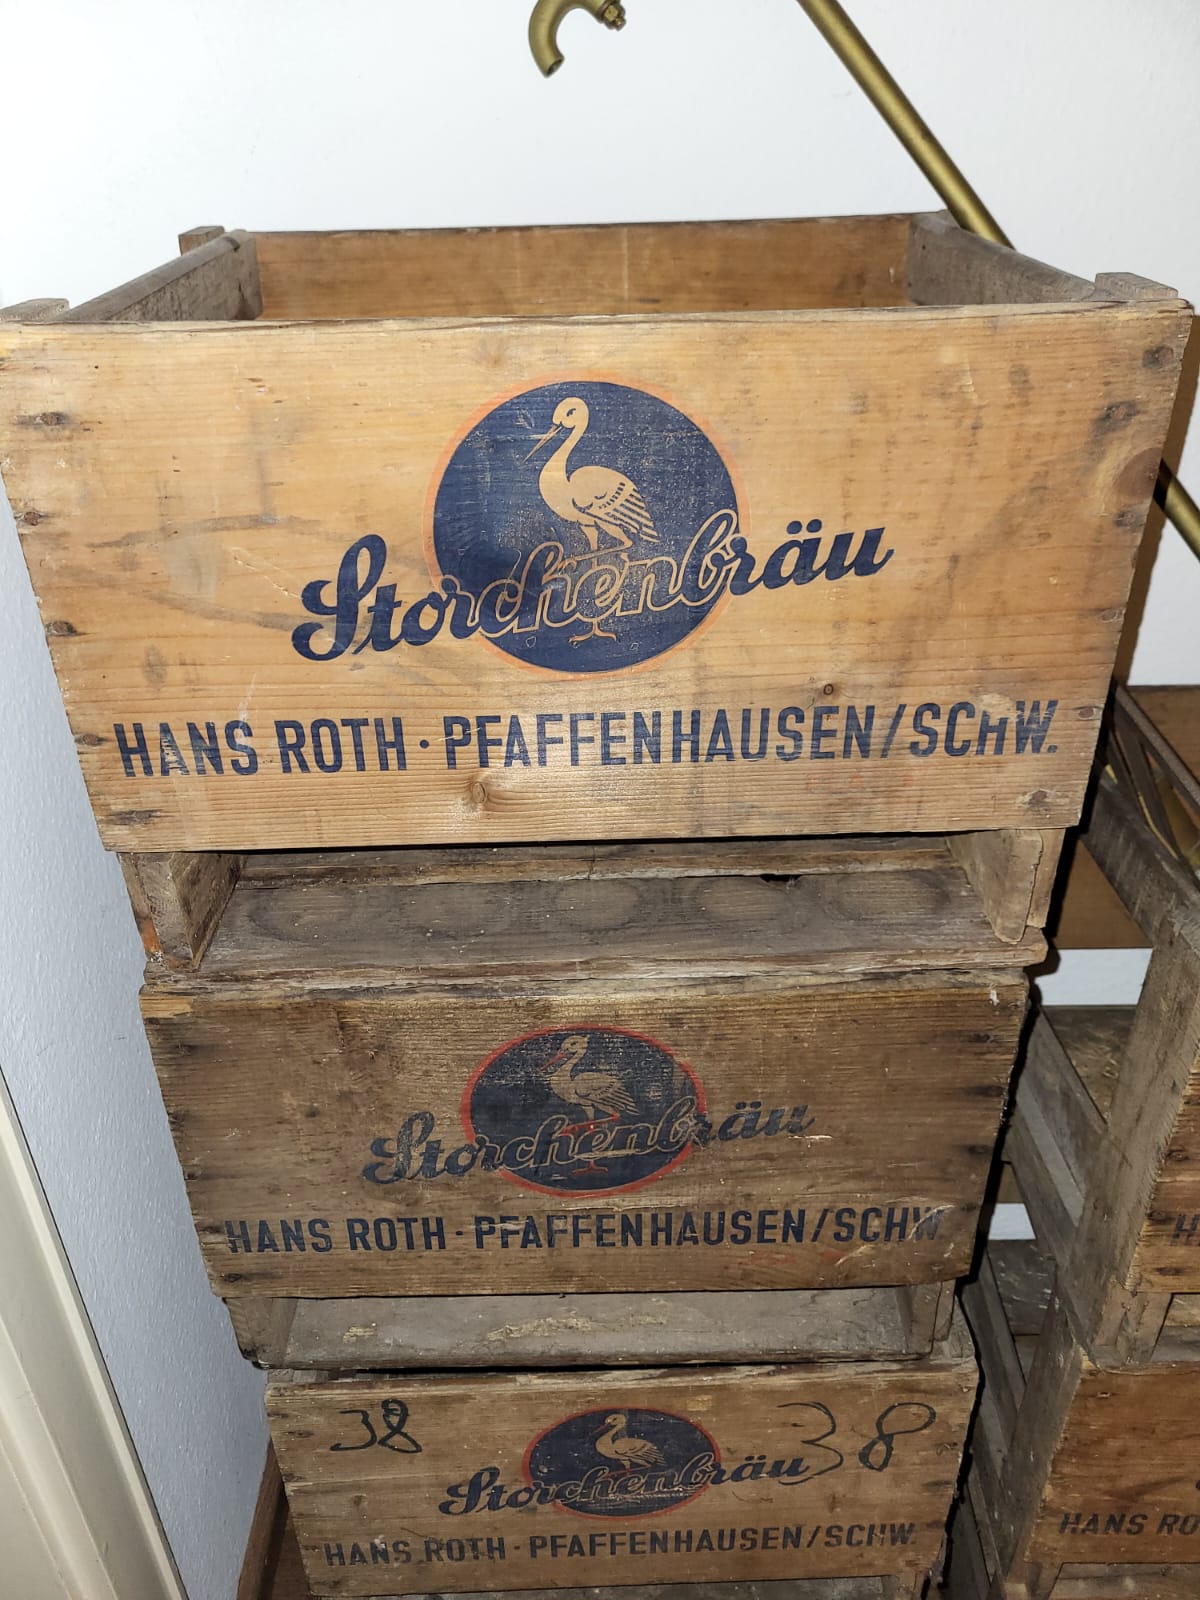 Storchenbräu
HANS ROTH · PFAFFENHAUSEN/SCHW.
Storchenbräu
HANS ROTH · PFAFFENHAUSEN/SCHW
38
38
Storchenbräu
HANS ROTH · PFAFFENHAUSEN/SCHW.
H
HANS RO